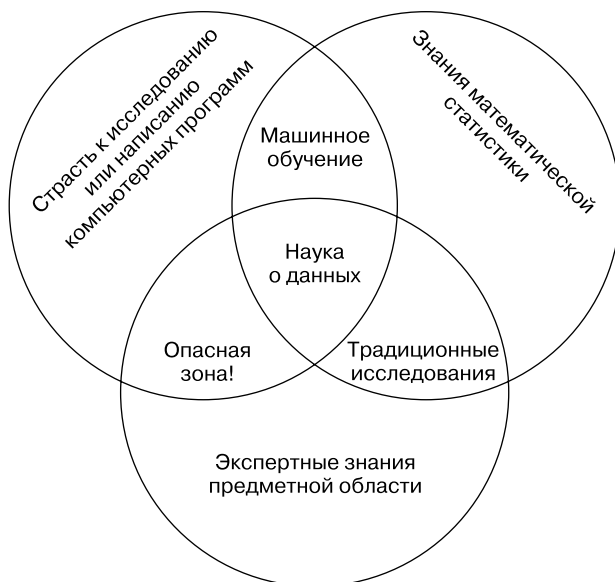 Страсть к исследованию
или написанию
компьютерных программ
Знания математической
статистики
Машинное
обучение
Наука
о данных
Опасная
зона!
Традиционные
исследования
Экспертные знания
предметной области